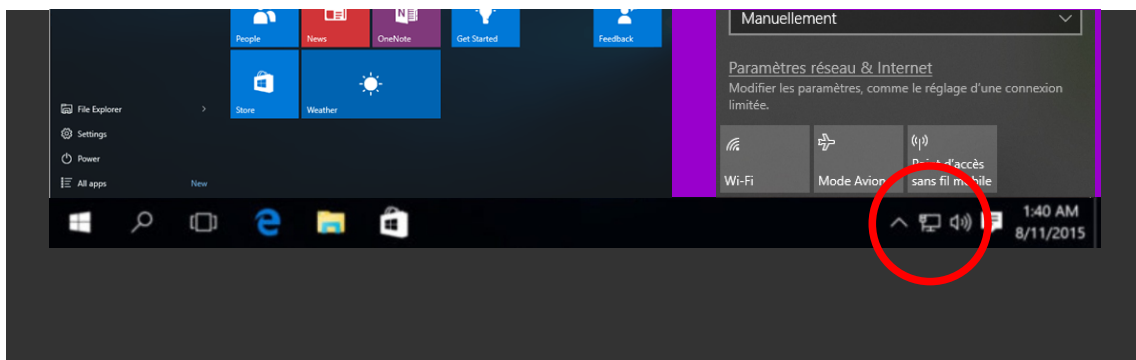 People
News
OneNote
Get Started
Feedback
Store
Weather
File Explorer
Settings
Power
All apps
New
Manuellement
Paramètres réseau & Internet
Modifier les paramètres, comme le réglage d'une connexion
limitée.
Wi-Fi
Mode Avion
Point d'accès
sans fil mobile
1:40 AM
8/11/2015